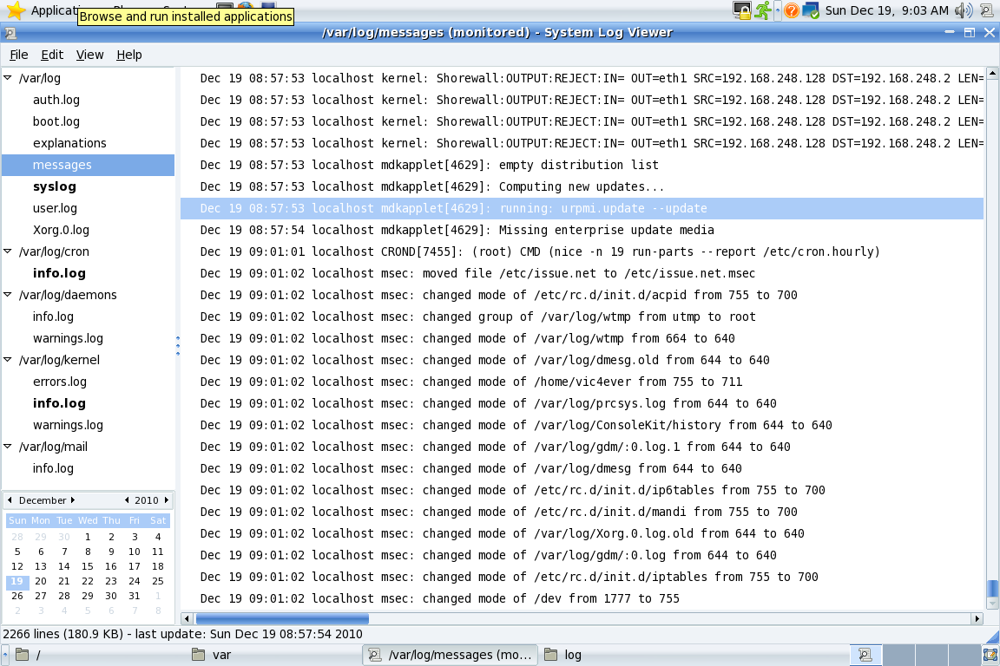 Applicati
Browse and run installed applications
Sun Dec 19, 9:03 AM
/var/log/messages (monitored) - System Log Viewer
File Edit View Help
/var/log
auth.log
boot.log
explanations
messages
syslog
user.log
Xorg.0.log
/var/log/cron
info.log
/var/log/daemons
info.log
warnings.log
/var/log/kernel
errors.log
info.log
warnings.log
/var/log/mail
info.log
December 2010
Sun Mon Tue Wed Thu Fri Sat
28 29 30 1 2 3 4
5 6 7 8 9 10 11
12 13 14 15 16 17 18
19 20 21 22 23 24 25
26 27 28 29 30 31 1
2 3 4 5 6 7 8
Dec 19 08:57:53 localhost kernel: Shorewall:OUTPUT:REJECT:IN= OUT=eth1 SRC=192.168.248.128 DST=192.168.248.2 LEN=
Dec 19 08:57:53 localhost kernel: Shorewall:OUTPUT:REJECT:IN= OUT=eth1 SRC=192.168.248.128 DST=192.168.248.2 LEN=
Dec 19 08:57:53 localhost kernel: Shorewall:OUTPUT:REJECT:IN= OUT=eth1 SRC=192.168.248.128 DST=192.168.248.2 LEN=
Dec 19 08:57:53 localhost kernel: Shorewall:OUTPUT:REJECT:IN= OUT=eth1 SRC=192.168.248.128 DST=192.168.248.2 LEN=
Dec 19 08:57:53 localhost mdkapplet[4629]: empty distribution list
Dec 19 08:57:53 localhost mdkapplet[4629]: Computing new updates...
Dec 19 08:57:53 localhost mdkapplet[4629]: running: urpmi.update --update
Dec 19 08:57:54 localhost mdkapplet[4629]: Missing enterprise update media
Dec 19 09:01:01 localhost CROND[7455]: (root) CMD (nice -n 19 run-parts --report /etc/cron.hourly)
Dec 19 09:01:02 localhost msec: moved file /etc/issue.net to /etc/issue.net.msec
Dec 19 09:01:02 localhost msec: changed mode of /etc/rc.d/init.d/acpid from 755 to 700
Dec 19 09:01:02 localhost msec: changed group of /var/log/wtmp from utmp to root
Dec 19 09:01:02 localhost msec: changed mode of /var/log/wtmp from 664 to 640
Dec 19 09:01:02 localhost msec: changed mode of /var/log/dmesg.old from 644 to 640
Dec 19 09:01:02 localhost msec: changed mode of /home/vic4ever from 755 to 711
Dec 19 09:01:02 localhost msec: changed mode of /var/log/prcsys.log from 644 to 640
Dec 19 09:01:02 localhost msec: changed mode of /var/log/ConsoleKit/history from 644 to 640
Dec 19 09:01:02 localhost msec: changed mode of /var/log/gdm/:0.log.1 from 644 to 640
Dec 19 09:01:02 localhost msec: changed mode of /var/log/dmesg from 644 to 640
Dec 19 09:01:02 localhost msec: changed mode of /etc/rc.d/init.d/ip6tables from 755 to 700
Dec 19 09:01:02 localhost msec: changed mode of /etc/rc.d/init.d/mandi from 755 to 700
Dec 19 09:01:02 localhost msec: changed mode of /var/log/Xorg.0.log.old from 644 to 640
Dec 19 09:01:02 localhost msec: changed mode of /var/log/gdm/:0.log from 644 to 640
Dec 19 09:01:02 localhost msec: changed mode of /etc/rc.d/init.d/iptables from 755 to 700
Dec 19 09:01:02 localhost msec: changed mode of /dev from 1777 to 755
2266 lines (180.9 KB) - last update: Sun Dec 19 08:57:54 2010
/ var /var/log/messages (mo... log